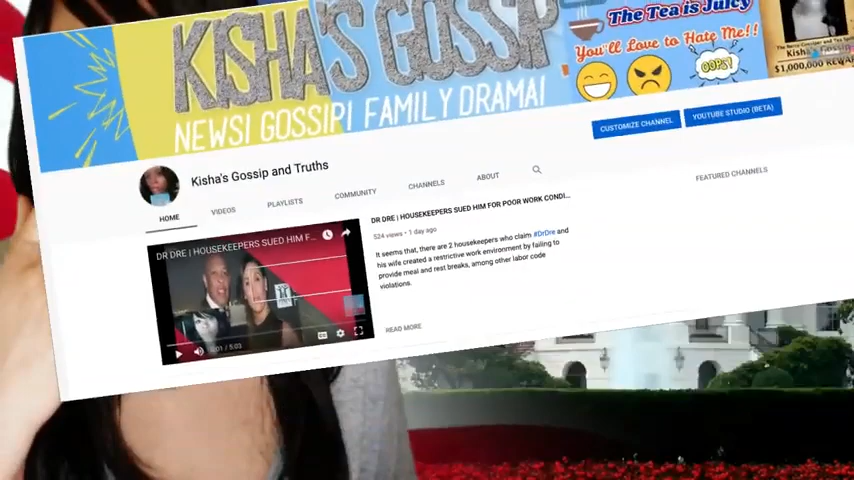 KISHA'S GOSSIP
NEWS! GOSSIP! FAMILY DRAMA!
The Tea is Juicy
You'll Love to Hate Me!!
OOPS!
$1,000,000 REWA
CUSTOMIZE CHANNEL
YOUTUBE STUDIO (BETA)
Kisha's Gossip and Truths
HOME
VIDEOS
PLAYLISTS
COMMUNITY
CHANNELS
ABOUT
FEATURED CHANNELS
DR DRE | HOUSEKEEPERS SUED HIM F...
0:01 / 5:03
DR DRE | HOUSEKEEPERS SUED HIM FOR POOR WORK CONDI...
524 views • 1 day ago
It seems that, there are 2 housekeepers who claim #DrDre and
his wife created a restrictive work environment by failing to
provide meal and rest breaks, among other labor code
violations.
READ MORE